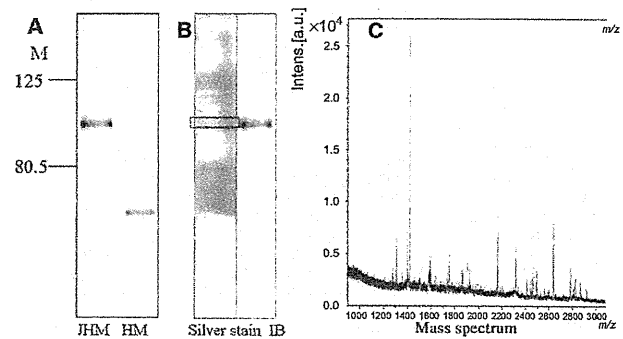 A
M
125
80.5
JHM HM
B
Silver stain IB
C
×10⁴
m/z
Intens.[a.u.]
2.5
2.0
1.5
1.0
0.5
0.0
1000 1200 1400 1600 1800 2000 2200 2400 2600 2800 3000
m/z
Mass spectrum